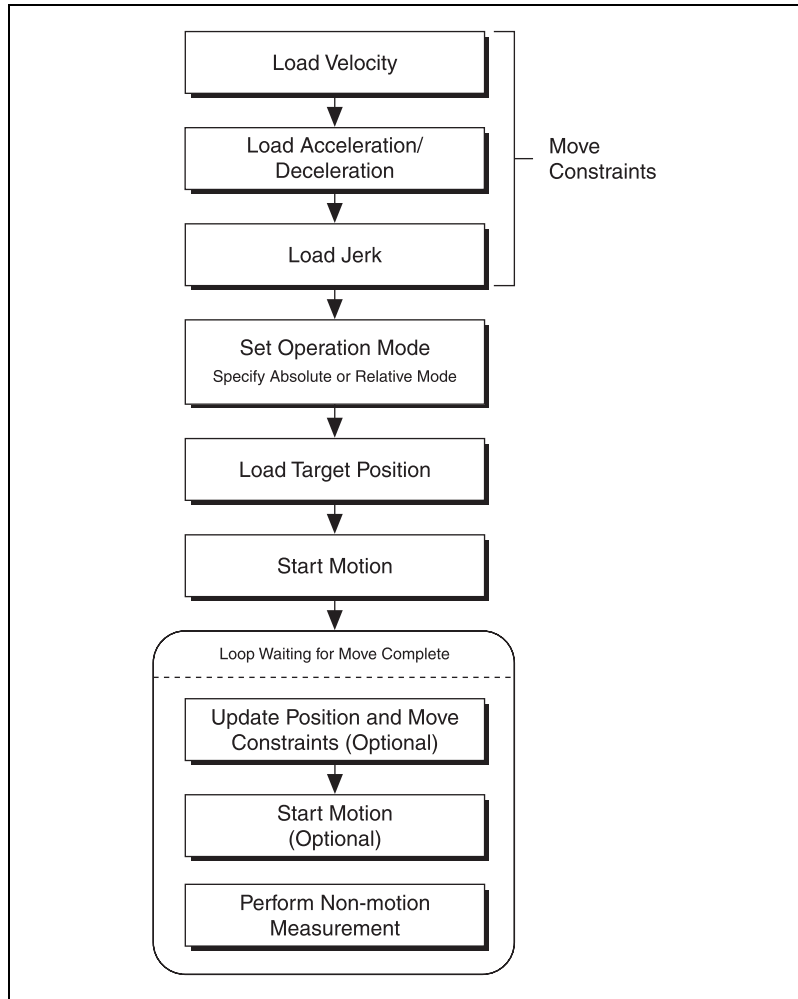 Load Velocity
Load Acceleration/
Deceleration
Move
Constraints
Load Jerk
Set Operation Mode
Specify Absolute or Relative Mode
Load Target Position
Start Motion
Loop Waiting for Move Complete
Update Position and Move
Constraints (Optional)
Start Motion
(Optional)
Perform Non-motion
Measurement